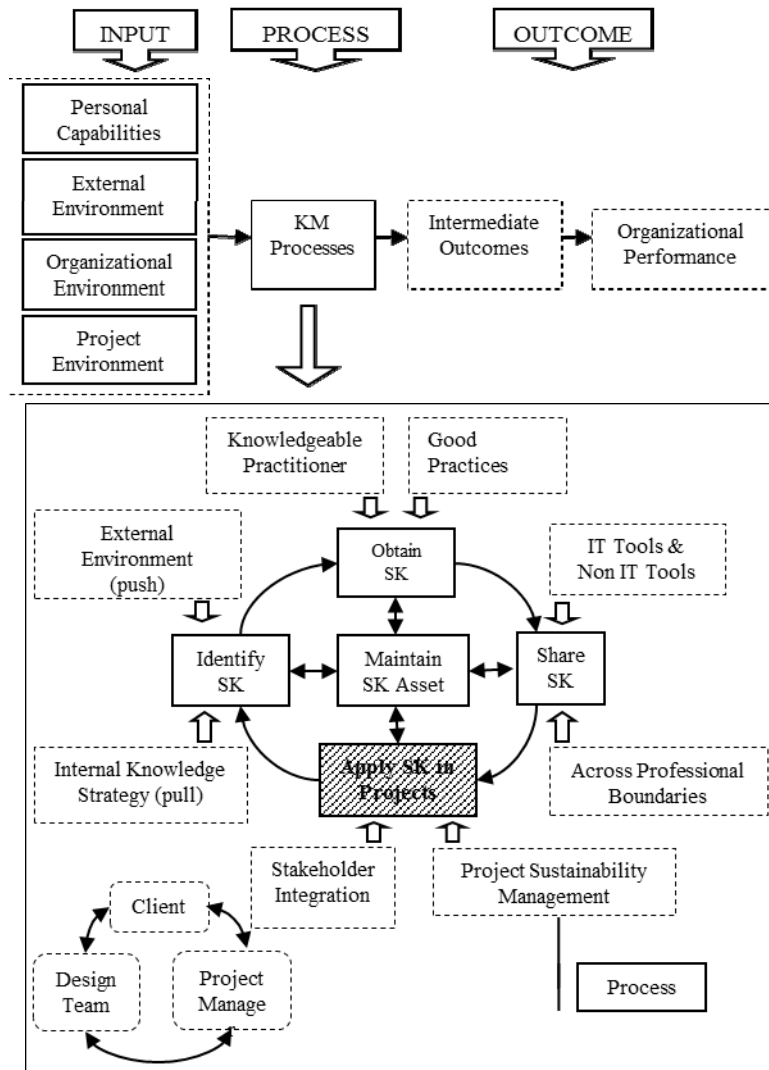 INPUT
PROCESS
OUTCOME
Personal
Capabilities
External
Environment
Organizational
Environment
Project
Environment
KM
Processes
Intermediate
Outcomes
Organizational
Performance
Knowledgeable
Practitioner
Good
Practices
External
Environment
(push)
Obtain
SK
IT Tools &
Non IT Tools
Identify
SK
Maintain
SK Asset
Share
SK
Internal Knowledge
Strategy (pull)
Apply SK in
Projects
Across Professional
Boundaries
Stakeholder
Integration
Project Sustainability
Management
Client
Design
Team
Project
Manage
Process